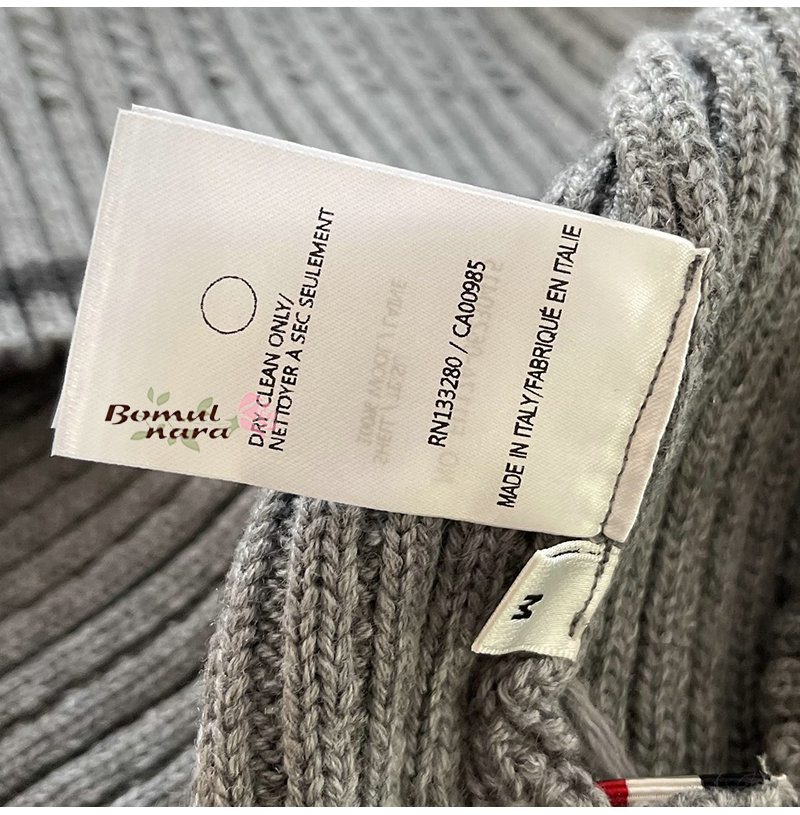 DRY CLEAN ONLY/
NETTOYER A SEC SEULEMENT
RN133280 / CA00985
MADE IN ITALY/FABRIQUÉ EN ITALIE
M
Bomul
nara